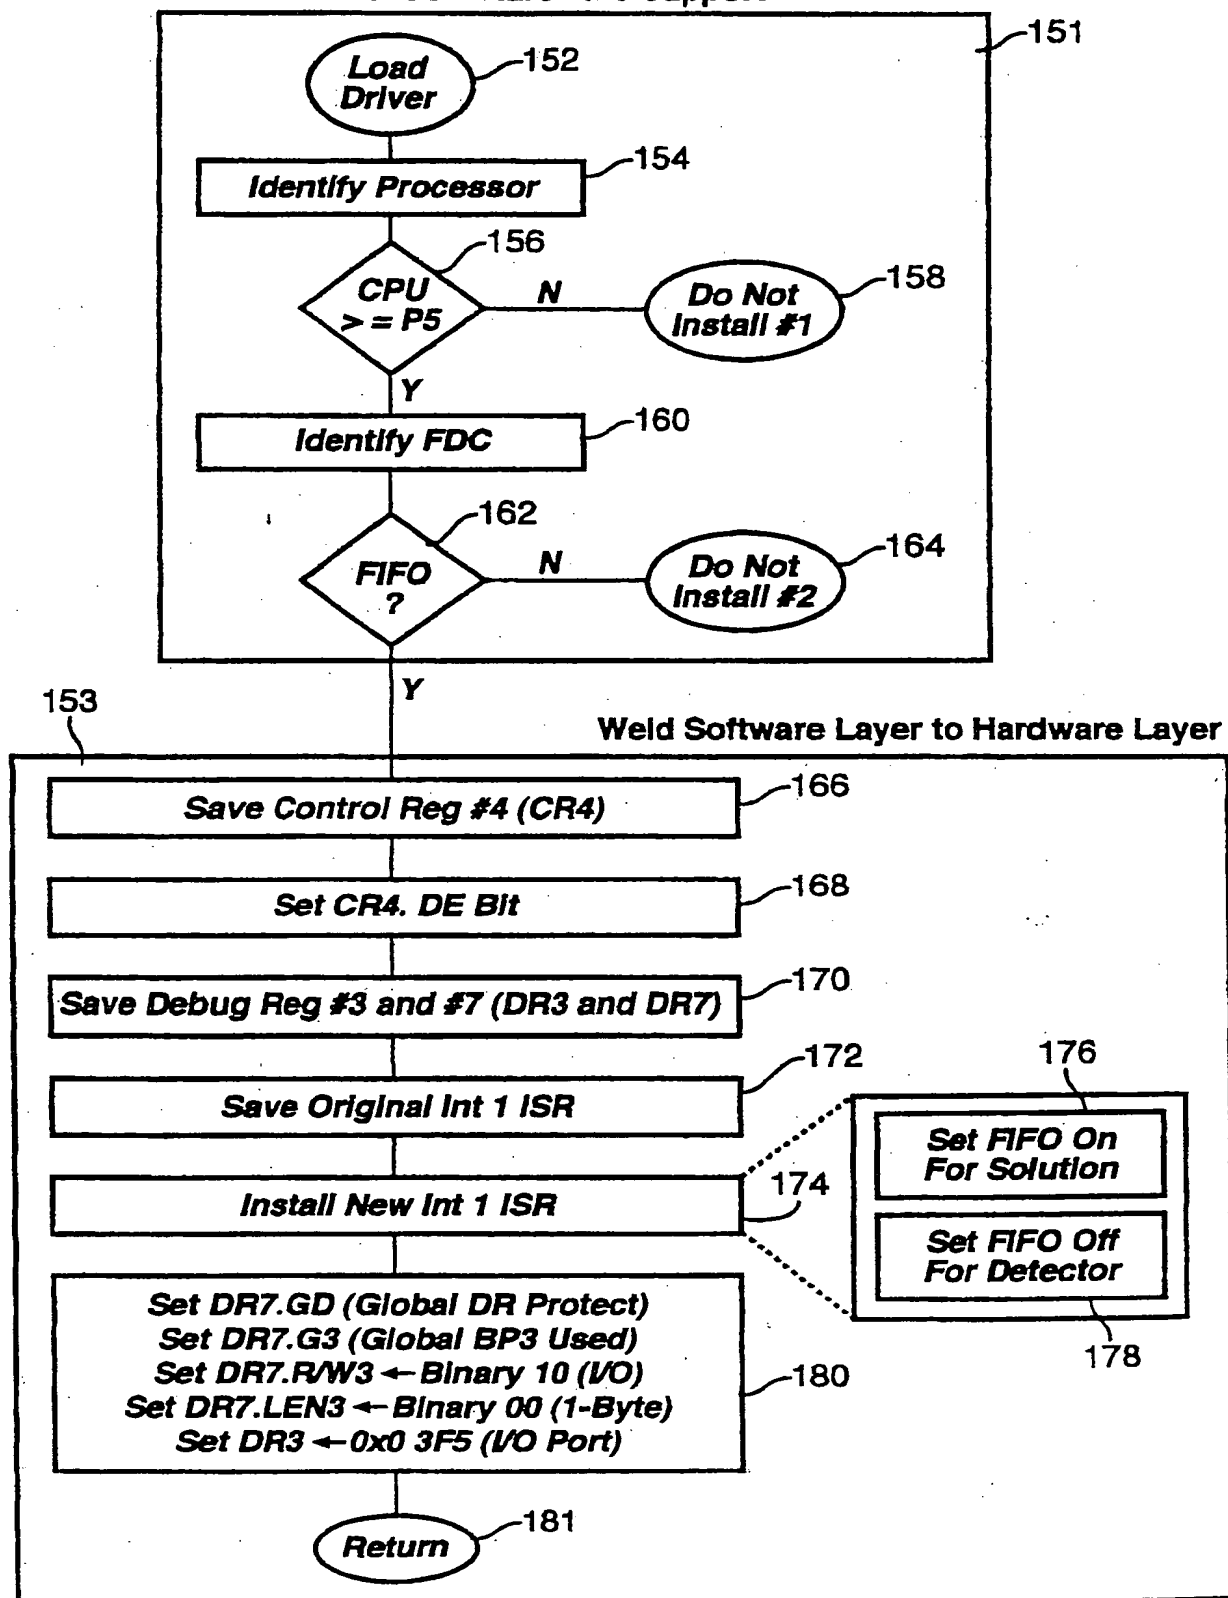 151
Load
Driver
152
Identify Processor
154
156
CPU
> = P5
N
Do Not
Install #1
158
Y
Identify FDC
160
162
FIFO
?
N
Do Not
Install #2
164
Y
153
Weld Software Layer to Hardware Layer
Save Control Reg #4 (CR4)
166
Set CR4. DE Bit
168
Save Debug Reg #3 and #7 (DR3 and DR7)
170
Save Original Int 1 ISR
172
Install New Int 1 ISR
174
176
Set FIFO On
For Solution
Set FIFO Off
For Detector
178
Set DR7.GD (Global DR Protect)
Set DR7.G3 (Global BP3 Used)
Set DR7.R/W3 ← Binary 10 (I/O)
Set DR7.LEN3 ← Binary 00 (1-Byte)
Set DR3 ← 0x0 3F5 (I/O Port)
180
Return
181